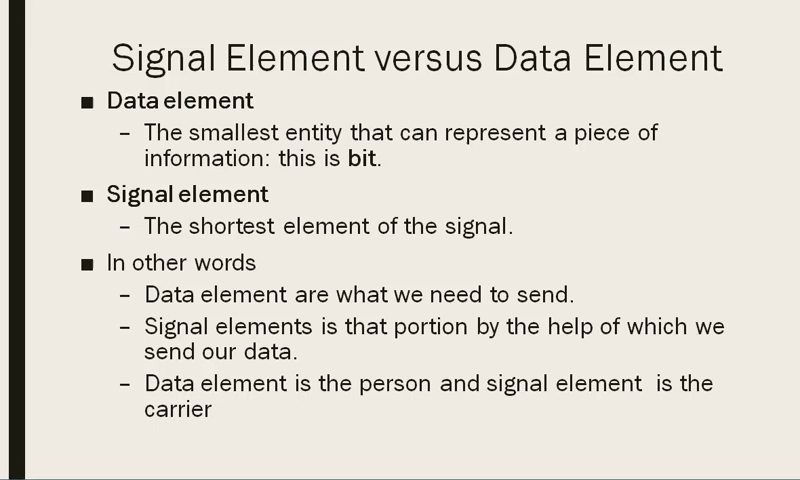 Signal Element versus Data Element
■ Data element
– The smallest entity that can represent a piece of
information: this is bit.
■ Signal element
– The shortest element of the signal.
■ In other words
– Data element are what we need to send.
– Signal elements is that portion by the help of which we
send our data.
– Data element is the person and signal element is the
carrier